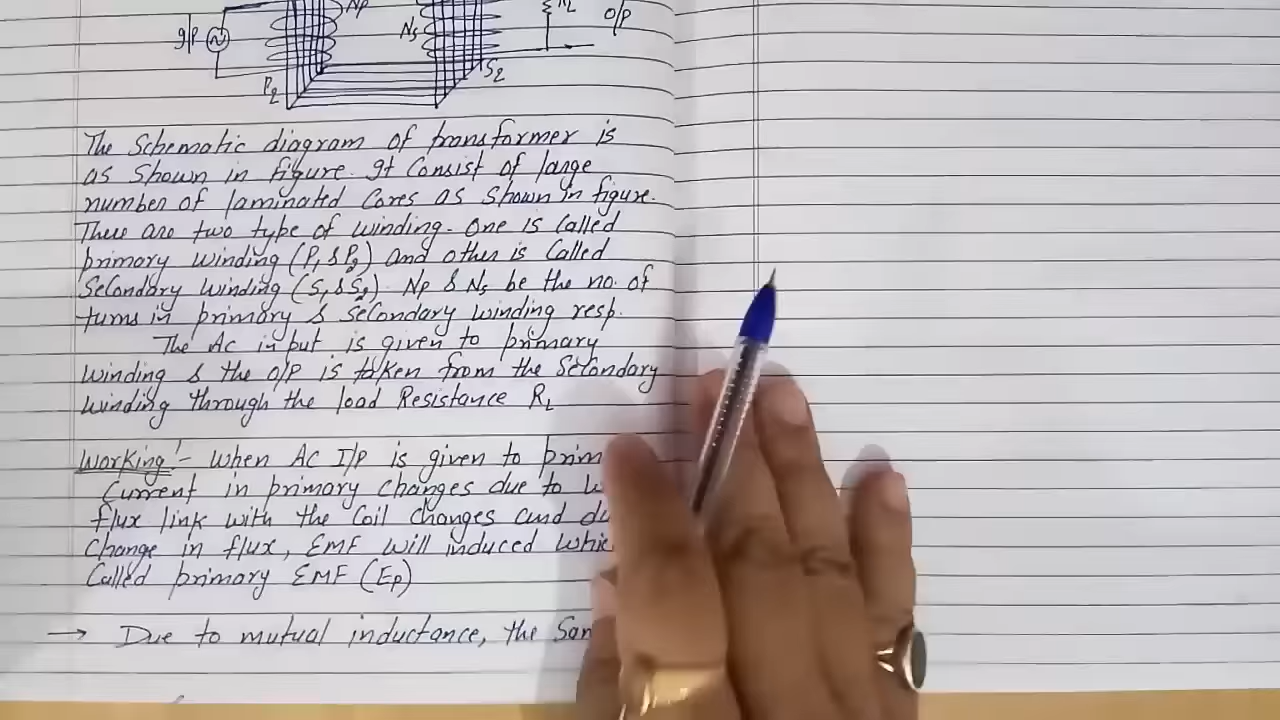 Np
I/P
Ns
RL
O/P
P2
S2
The Schematic diagram of transformer is
as Shown in figure. It Consist of large
number of laminated Cores as Shown in figure.
There are two type of winding. One is Called
primary winding (P1 & P2) and other is Called
Secondary winding (S1 & S2). Np & Ns be the no. of
turns in primary & Secondary winding resp.
The AC input is given to primary
winding & the O/P is taken from the Secondary
winding through the load Resistance RL
Working :- When AC I/P is given to prim
Current in primary changes due to
flux link with the Coil changes and du
change in flux, EMF will induced whic
Called primary EMF (Ep)
→ Due to mutual inductance, the Sam